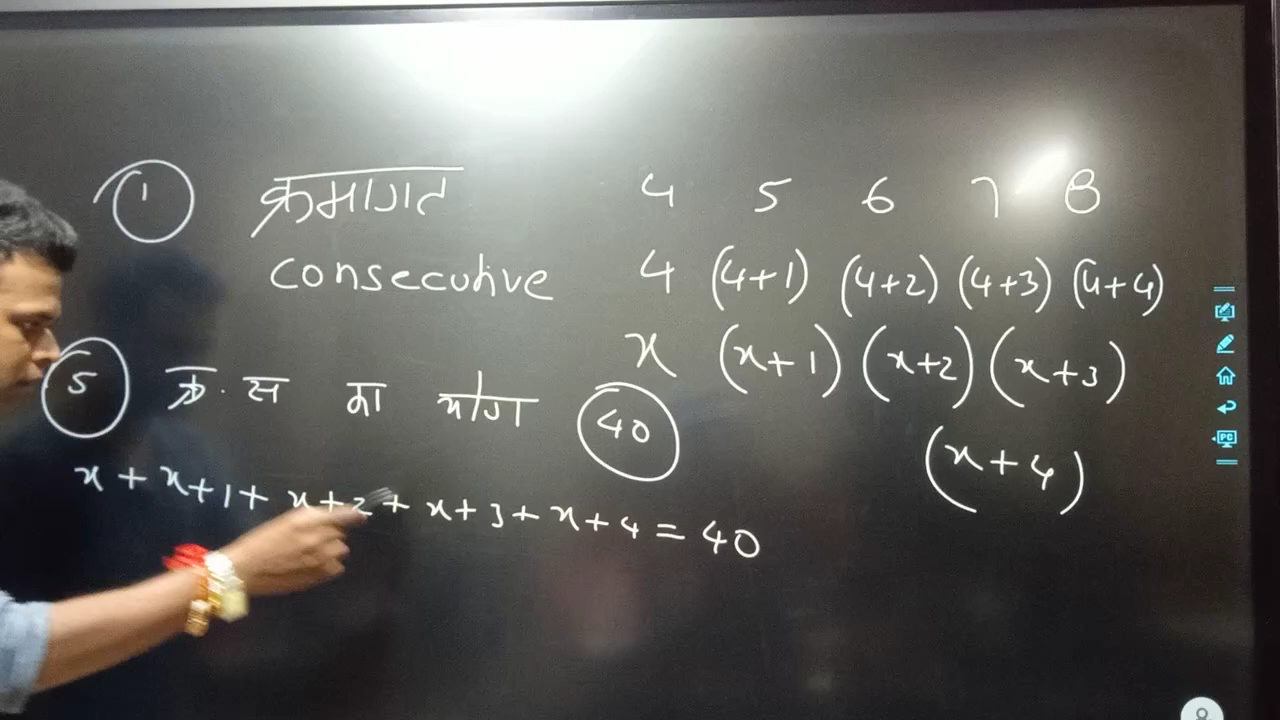 1 क्रमागत 4 5 6 7 8
consecutive 4 (4+1) (4+2) (4+3) (4+4)
x (x+1) (x+2) (x+3)
5 क्र. स का योग 40
(x+4)
x + x+1 + x+2 + x+3 + x+4 = 40